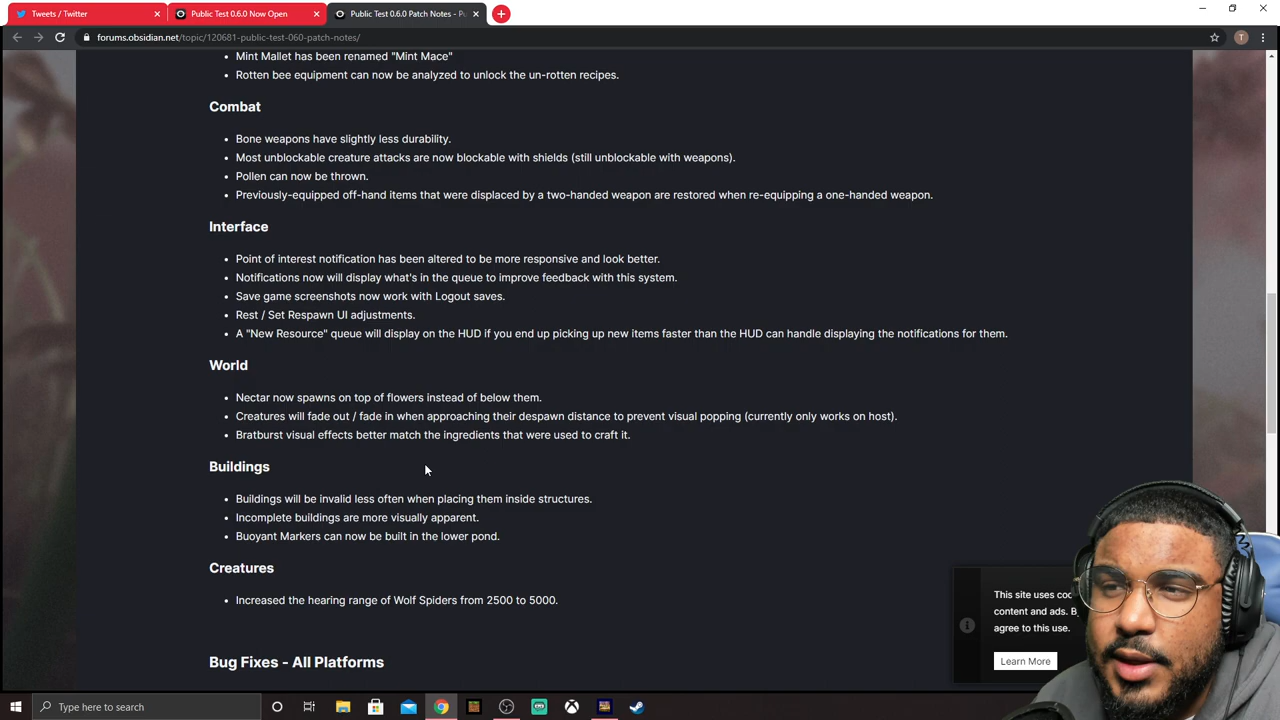 Tweets / Twitter
Public Test 0.6.0 Now Open
Public Test 0.6.0 Patch Notes - Pu
forums.obsidian.net/topic/120681-public-test-060-patch-notes/
T
Mint Mallet has been renamed "Mint Mace"
Rotten bee equipment can now be analyzed to unlock the un-rotten recipes.
Combat
Bone weapons have slightly less durability.
Most unblockable creature attacks are now blockable with shields (still unblockable with weapons).
Pollen can now be thrown.
Previously-equipped off-hand items that were displaced by a two-handed weapon are restored when re-equipping a one-handed weapon.
Interface
Point of interest notification has been altered to be more responsive and look better.
Notifications now will display what's in the queue to improve feedback with this system.
Save game screenshots now work with Logout saves.
Rest / Set Respawn UI adjustments.
A "New Resource" queue will display on the HUD if you end up picking up new items faster than the HUD can handle displaying the notifications for them.
World
Nectar now spawns on top of flowers instead of below them.
Creatures will fade out / fade in when approaching their despawn distance to prevent visual popping (currently only works on host).
Bratburst visual effects better match the ingredients that were used to craft it.
Buildings
Buildings will be invalid less often when placing them inside structures.
Incomplete buildings are more visually apparent.
Buoyant Markers can now be built in the lower pond.
Creatures
Increased the hearing range of Wolf Spiders from 2500 to 5000.
Bug Fixes - All Platforms
This site uses coo
content and ads. B
agree to this use.
Learn More
Type here to search